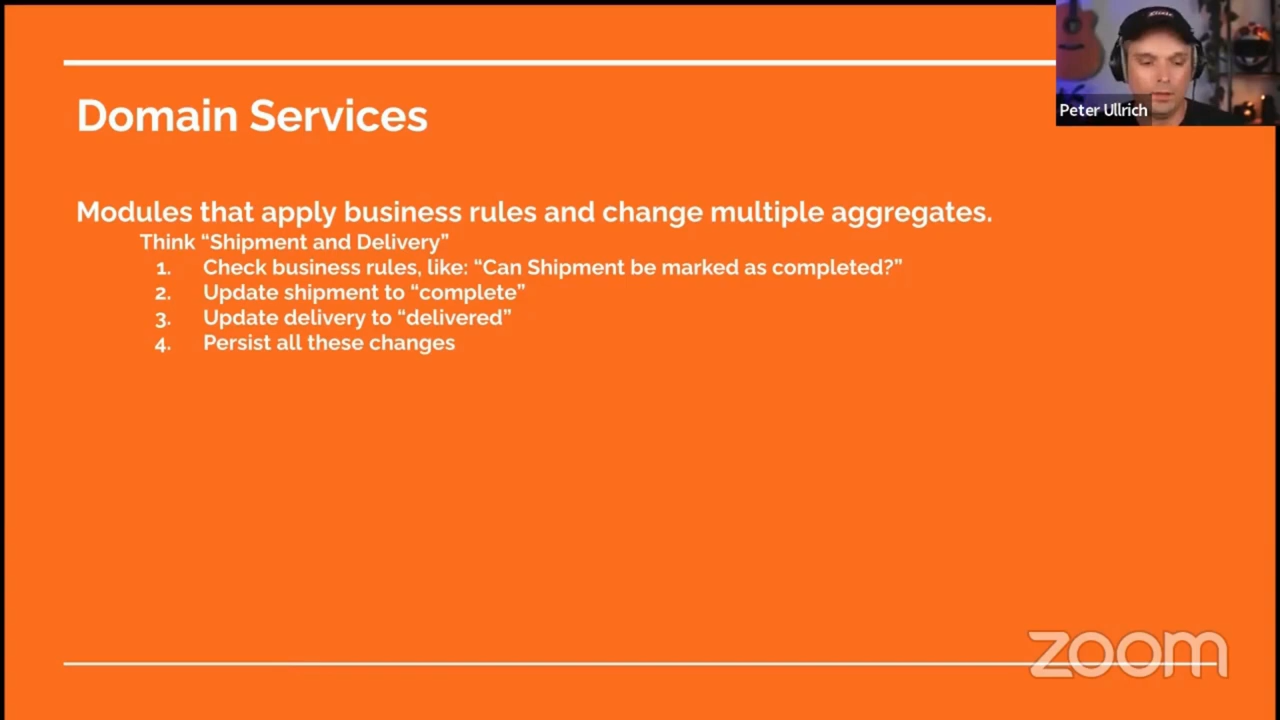 Domain Services
Peter Ullrich
Modules that apply business rules and change multiple aggregates.
Think “Shipment and Delivery”
1. Check business rules, like: “Can Shipment be marked as completed?”
2. Update shipment to “complete”
3. Update delivery to “delivered”
4. Persist all these changes
zoom